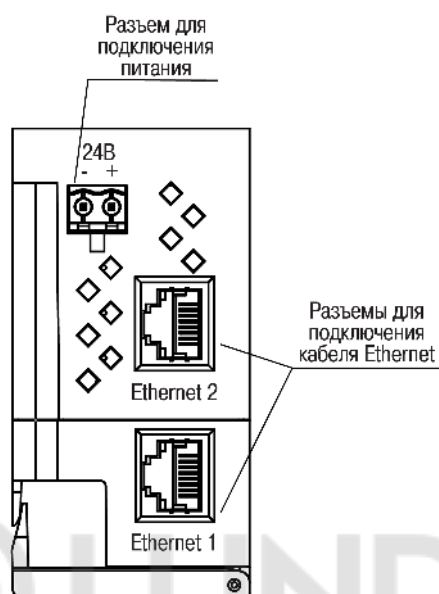 Разъем для
подключения
питания
24В
- +
Разъемы для
подключения
кабеля Ethernet
Ethernet 2
Ethernet 1